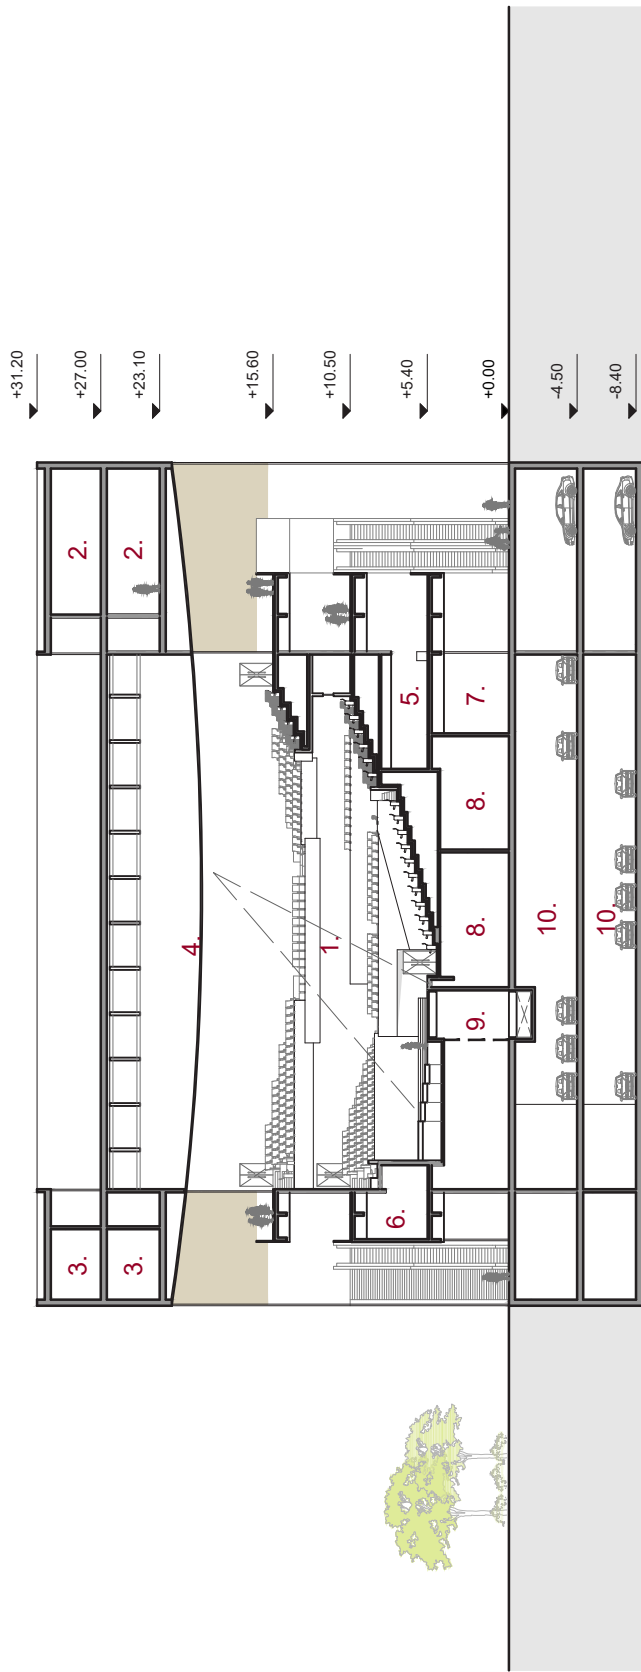 +31.20
3. 2. +27.00
3. 2. +23.10
4.
+15.60
1. +10.50
6. 5. +5.40
9. 8. 8. 7. +0.00
10. -4.50
10. -8.40